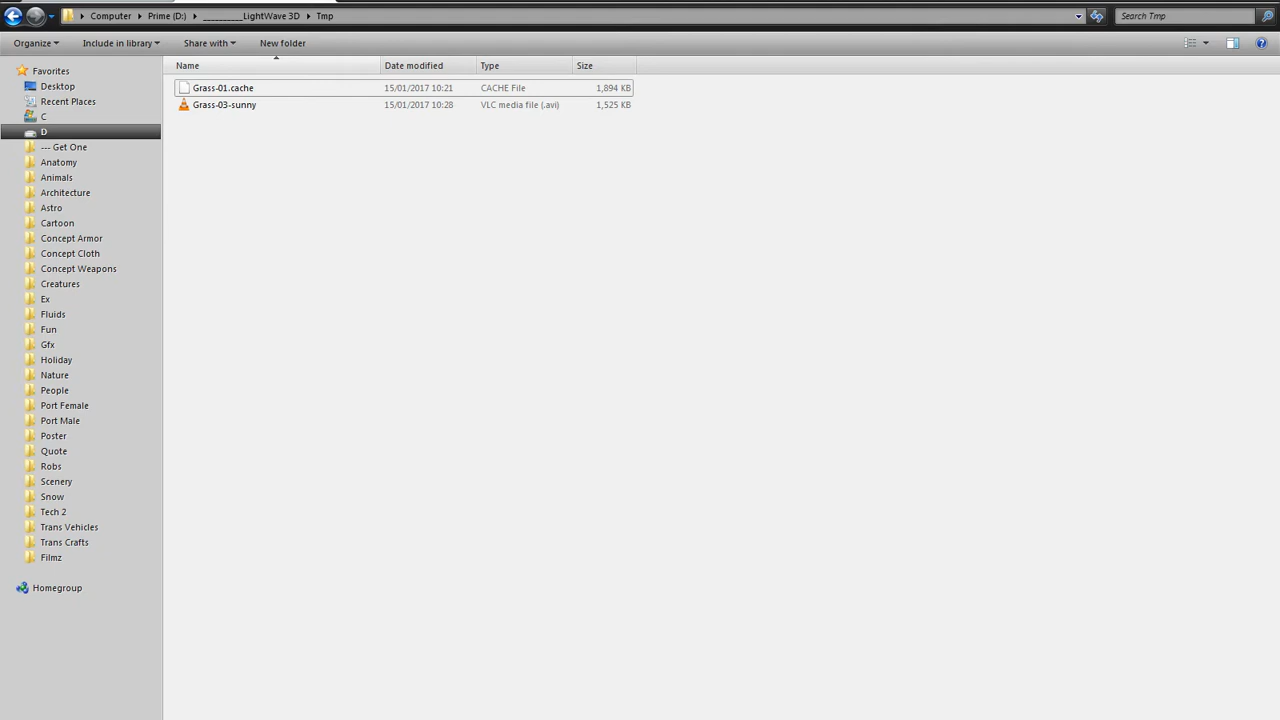 Computer Prime (D:) __________LightWave 3D Tmp Search Tmp
Organize Include in library Share with New folder
Name Date modified Type Size
Grass-01.cache 15/01/2017 10:21 CACHE File 1,894 KB
Grass-03-sunny 15/01/2017 10:28 VLC media file (.avi) 1,525 KB
Favorites
Desktop
Recent Places
C
D
--- Get One
Anatomy
Animals
Architecture
Astro
Cartoon
Concept Armor
Concept Cloth
Concept Weapons
Creatures
Ex
Fluids
Fun
Gfx
Holiday
Nature
People
Port Female
Port Male
Poster
Quote
Robs
Scenery
Snow
Tech 2
Trans Vehicles
Trans Crafts
Filmz
Homegroup